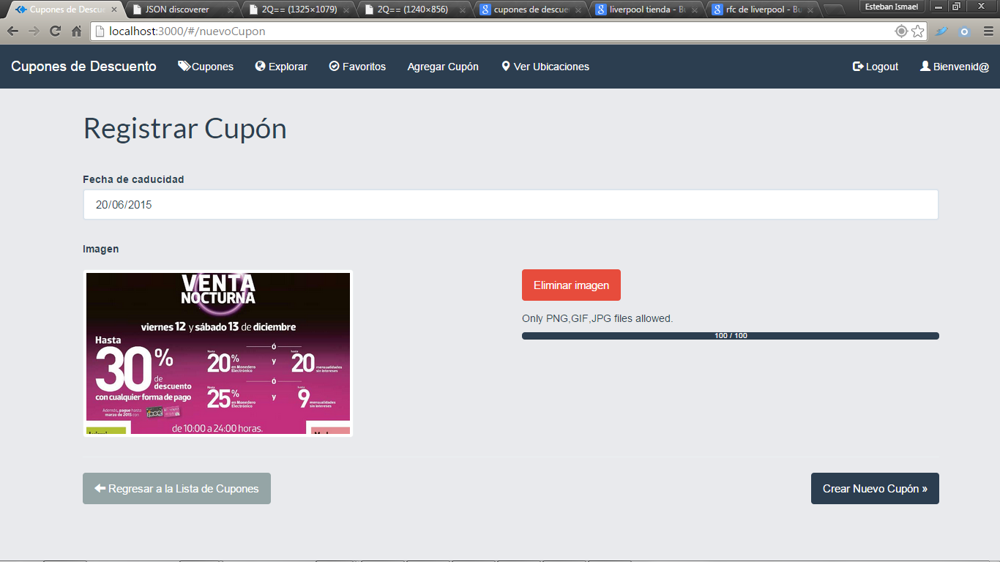 Cupones de Descue
JSON discoverer
2Q== (1325×1079)
2Q== (1240×856)
cupones de descue
liverpool tienda - Bu
rfc de liverpool - Bu
Esteban Ismael
localhost:3000/#/nuevoCupon
Cupones de Descuento
Cupones
Explorar
Favoritos
Agregar Cupón
Ver Ubicaciones
Logout
Bienvenid@
Registrar Cupón
Fecha de caducidad
20/06/2015
Imagen
VENTA
NOCTURNA
viernes 12 y sábado 13 de diciembre
Hasta
30%
de
descuento
con cualquier forma de pago
Además, pague hasta
marzo de 2015 con
ó
hasta
20%
en Monedero
Electrónico
y
hasta
20
mensualidades
sin intereses
ó
Hasta
25%
en Monedero
Electrónico
y
hasta
9
mensualidades
sin intereses
de 10:00 a 24:00 horas.
Eliminar imagen
Only PNG,GIF,JPG files allowed.
100 / 100
Regresar a la Lista de Cupones
Crear Nuevo Cupón »